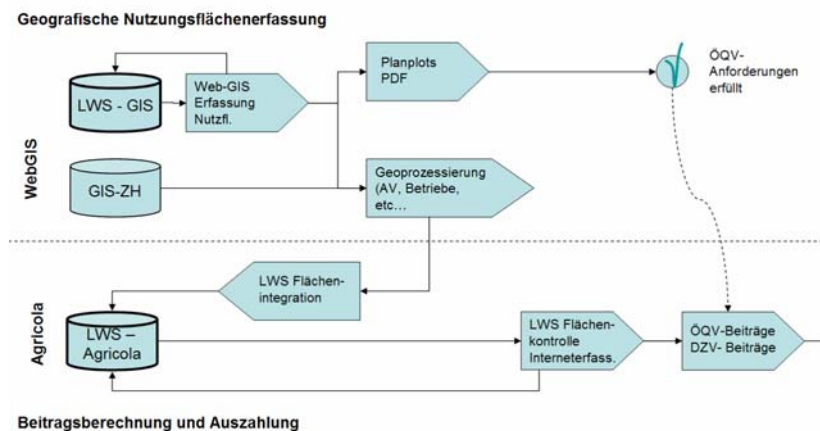 Geografische Nutzungsflächenerfassung
LWS - GIS
Web-GIS
Erfassung
Nutzfl.
Planplots
PDF
ÖQV-
Anforderungen
erfüllt
WebGIS
GIS-ZH
Geoprozessierung
(AV, Betriebe,
etc...
LWS Flächen-
integration
Agricola
LWS –
Agricola
LWS Flächen-
kontrolle
Interneterfass.
ÖQV-Beiträge
DZV- Beiträge
Beitragsberechnung und Auszahlung